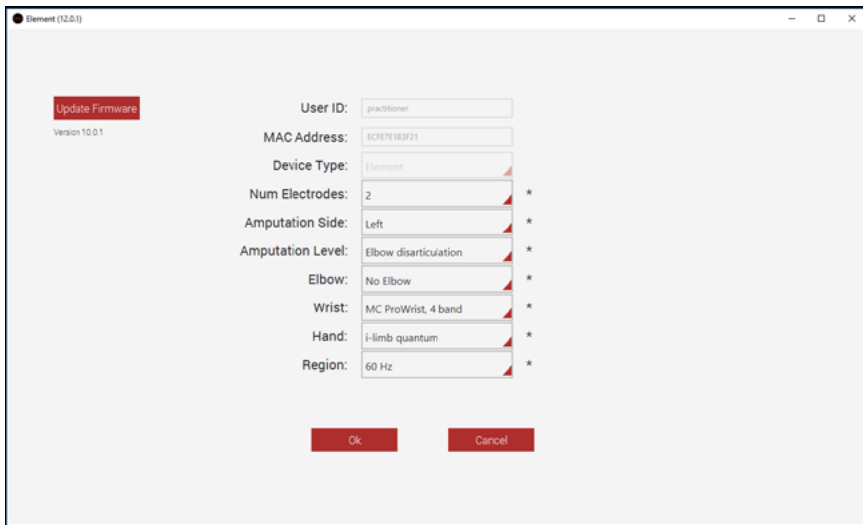 Element (12.0.1)
Update Firmware
Version 10.0.1
User ID: practitioner
MAC Address: ECFE7E183F21
Device Type: Element
Num Electrodes: 2 *
Amputation Side: Left *
Amputation Level: Elbow disarticulation *
Elbow: No Elbow *
Wrist: MC ProWrist, 4 band *
Hand: i-limb quantum *
Region: 60 Hz *
Ok Cancel